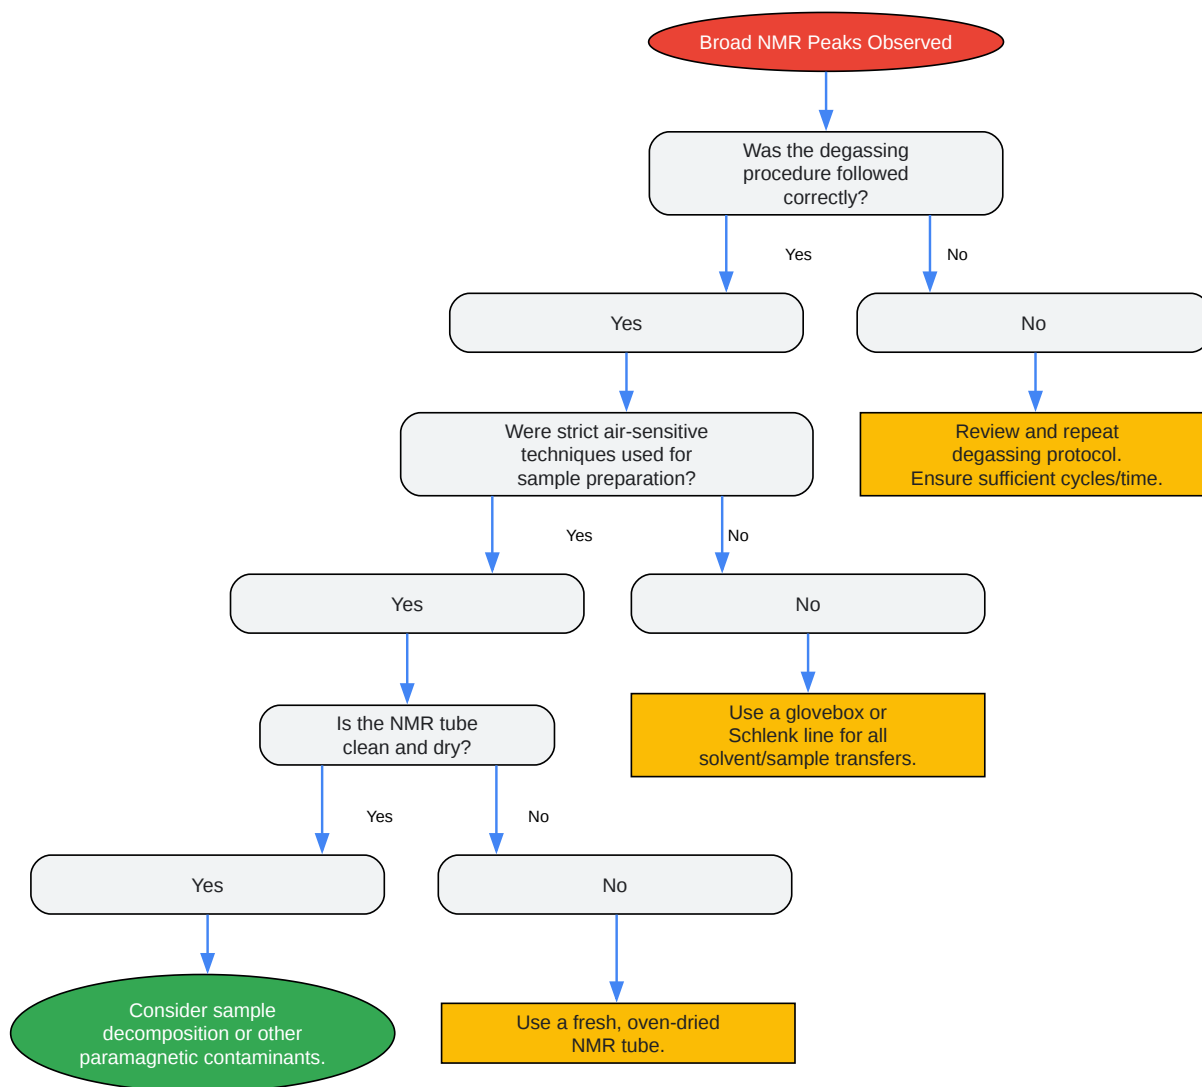 Broad NMR Peaks Observed
Was the degassing
procedure followed
correctly?
Yes
No
Yes
No
Were strict air-sensitive
techniques used for
sample preparation?
Review and repeat
degassing protocol.
Ensure sufficient cycles/time.
Yes
No
Yes
No
Is the NMR tube
clean and dry?
Use a glovebox or
Schlenk line for all
solvent/sample transfers.
Yes
No
Yes
No
Consider sample
decomposition or other
paramagnetic contaminants.
Use a fresh, oven-dried
NMR tube.